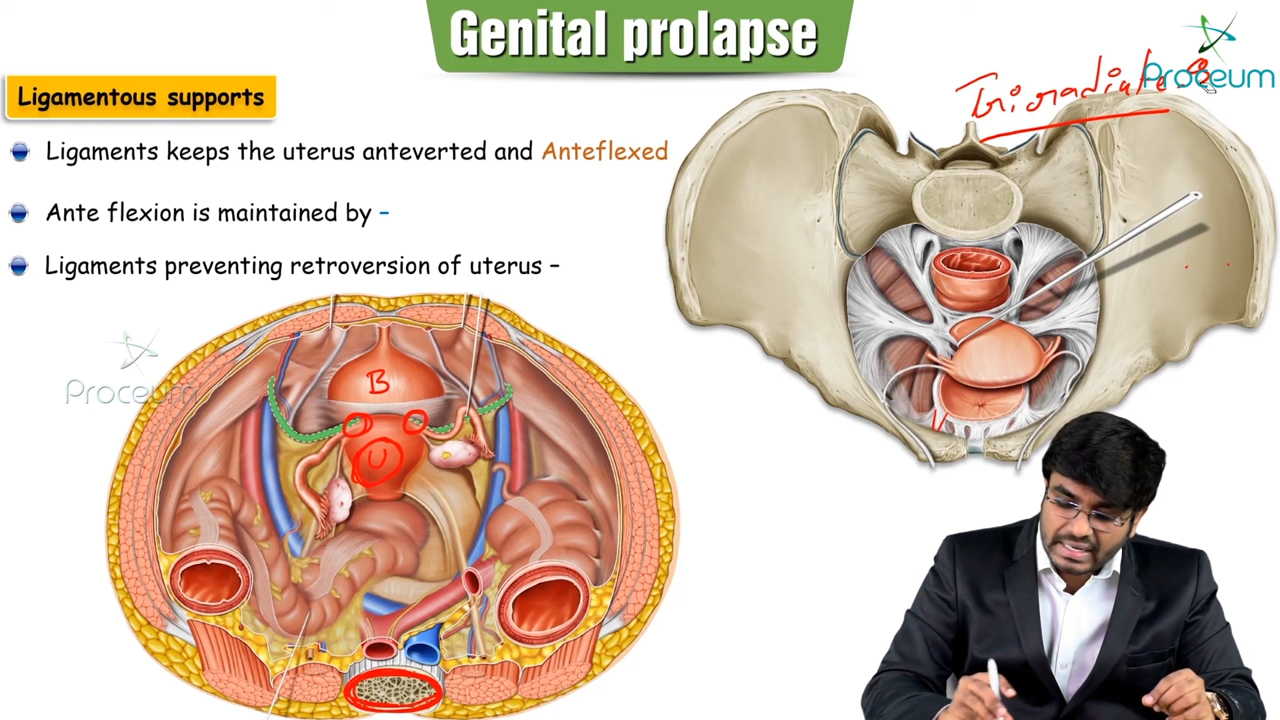 Genital prolapse
Triradiate
Proceum
Ligamentous supports
Ligaments keeps the uterus anteverted and Anteflexed
Ante flexion is maintained by –
Ligaments preventing retroversion of uterus –
Proceum
B
U